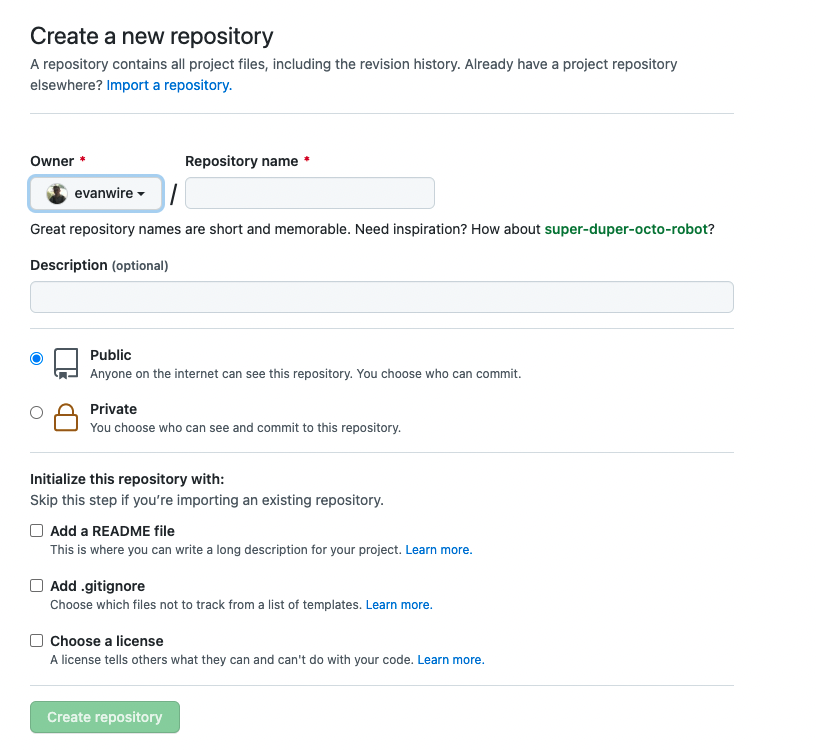 Create a new repository
A repository contains all project files, including the revision history. Already have a project repository
elsewhere? Import a repository.
Owner * Repository name *
evanwire /
Great repository names are short and memorable. Need inspiration? How about super-duper-octo-robot?
Description (optional)
Public
Anyone on the internet can see this repository. You choose who can commit.
Private
You choose who can see and commit to this repository.
Initialize this repository with:
Skip this step if you’re importing an existing repository.
Add a README file
This is where you can write a long description for your project. Learn more.
Add .gitignore
Choose which files not to track from a list of templates. Learn more.
Choose a license
A license tells others what they can and can't do with your code. Learn more.
Create repository